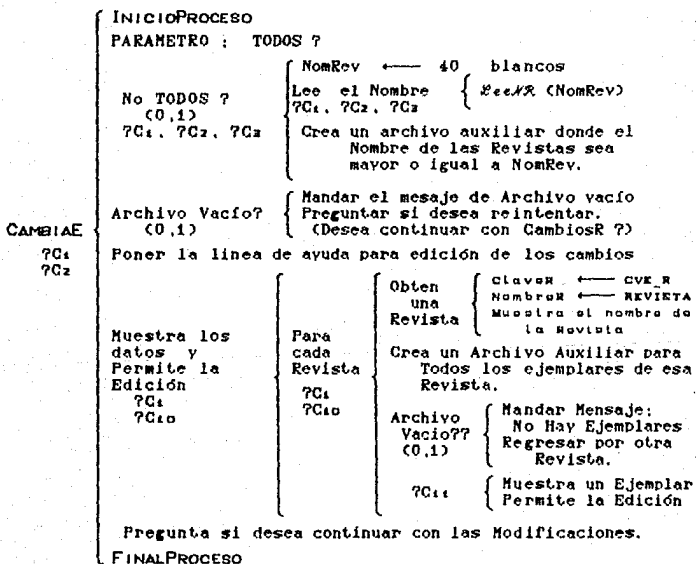 INICIOPROCESO
PARAMETRO : TODOS ?
No TODOS ?
(0,1)
?C₁, ?C₂, ?C₃
NomRev ← 40 blancos
Lee el Nombre
?C₁, ?C₂, ?C₃
LeeNR (NomRev)
Crea un archivo auxiliar donde el
Nombre de las Revistas sea
mayor o igual a NomRev.
Archivo Vacío?
(0,1)
Mandar el mesaje de Archivo vacío
Preguntar si desea reintentar.
(Desea continuar con CambiosR ?)
CAMBIAE
?C₁
?C₂
Poner la linea de ayuda para edición de los cambios
Muestra los
datos y
Permite la
Edición
?C₁
?C₁₀
Para
cada
Revista
?C₁
?C₁₀
Obten
una
Revista
ClaveR ← CVE_R
NombreR ← REVISTA
Muestra el nombre de
la Revista
Crea un Archivo Auxiliar para
Todos los ejemplares de esa
Revista.
Archivo
Vacio??
(0,1)
Mandar Mensaje:
No Hay Ejemplares
Regresar por otra
Revista.
?C₁₁
Muestra un Ejemplar
Permite la Edición
Pregunta si desea continuar con las Modificaciones.
FINALPROCESO